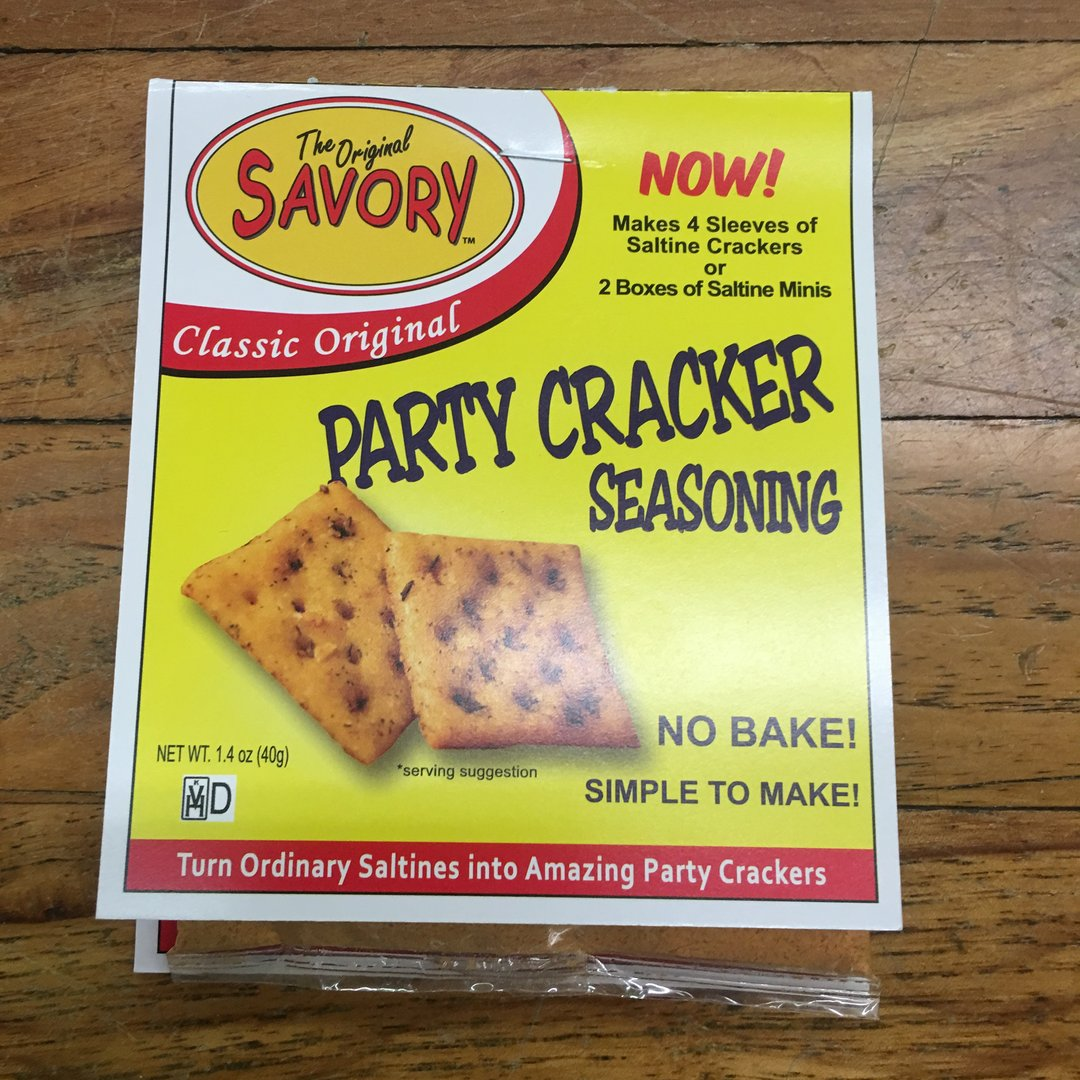 The Original
SAVORY™
Classic Original
NOW!
Makes 4 Sleeves of
Saltine Crackers
or
2 Boxes of Saltine Minis
PARTY CRACKER
SEASONING
NET WT. 1.4 oz (40g)
*serving suggestion
K
V
H
D
NO BAKE!
SIMPLE TO MAKE!
Turn Ordinary Saltines into Amazing Party Crackers